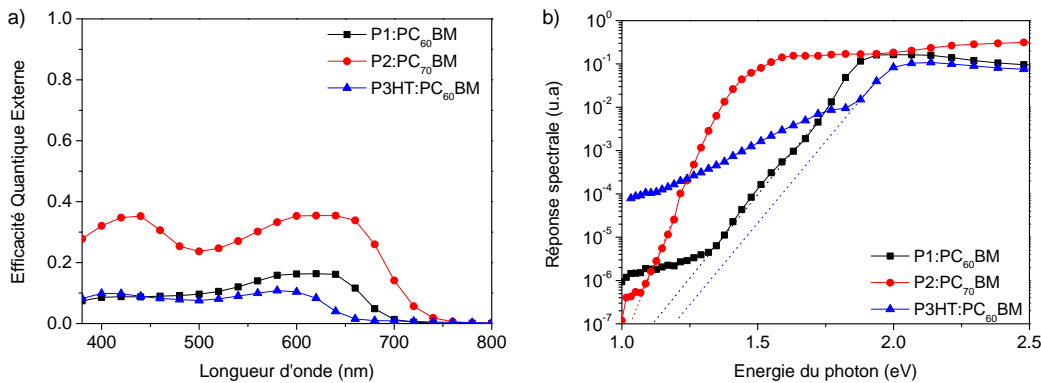 a)
Efficacité Quantique Externe
1.0
0.8
0.6
0.4
0.2
0.0
400
500
600
700
800
Longueur d'onde (nm)
P1:PC60BM
P2:PC70BM
P3HT:PC60BM
b)
Réponse spectrale (u.a)
10^0
10^-1
10^-2
10^-3
10^-4
10^-5
10^-6
10^-7
1.0
1.5
2.0
2.5
Energie du photon (eV)
P1:PC60BM
P2:PC70BM
P3HT:PC60BM